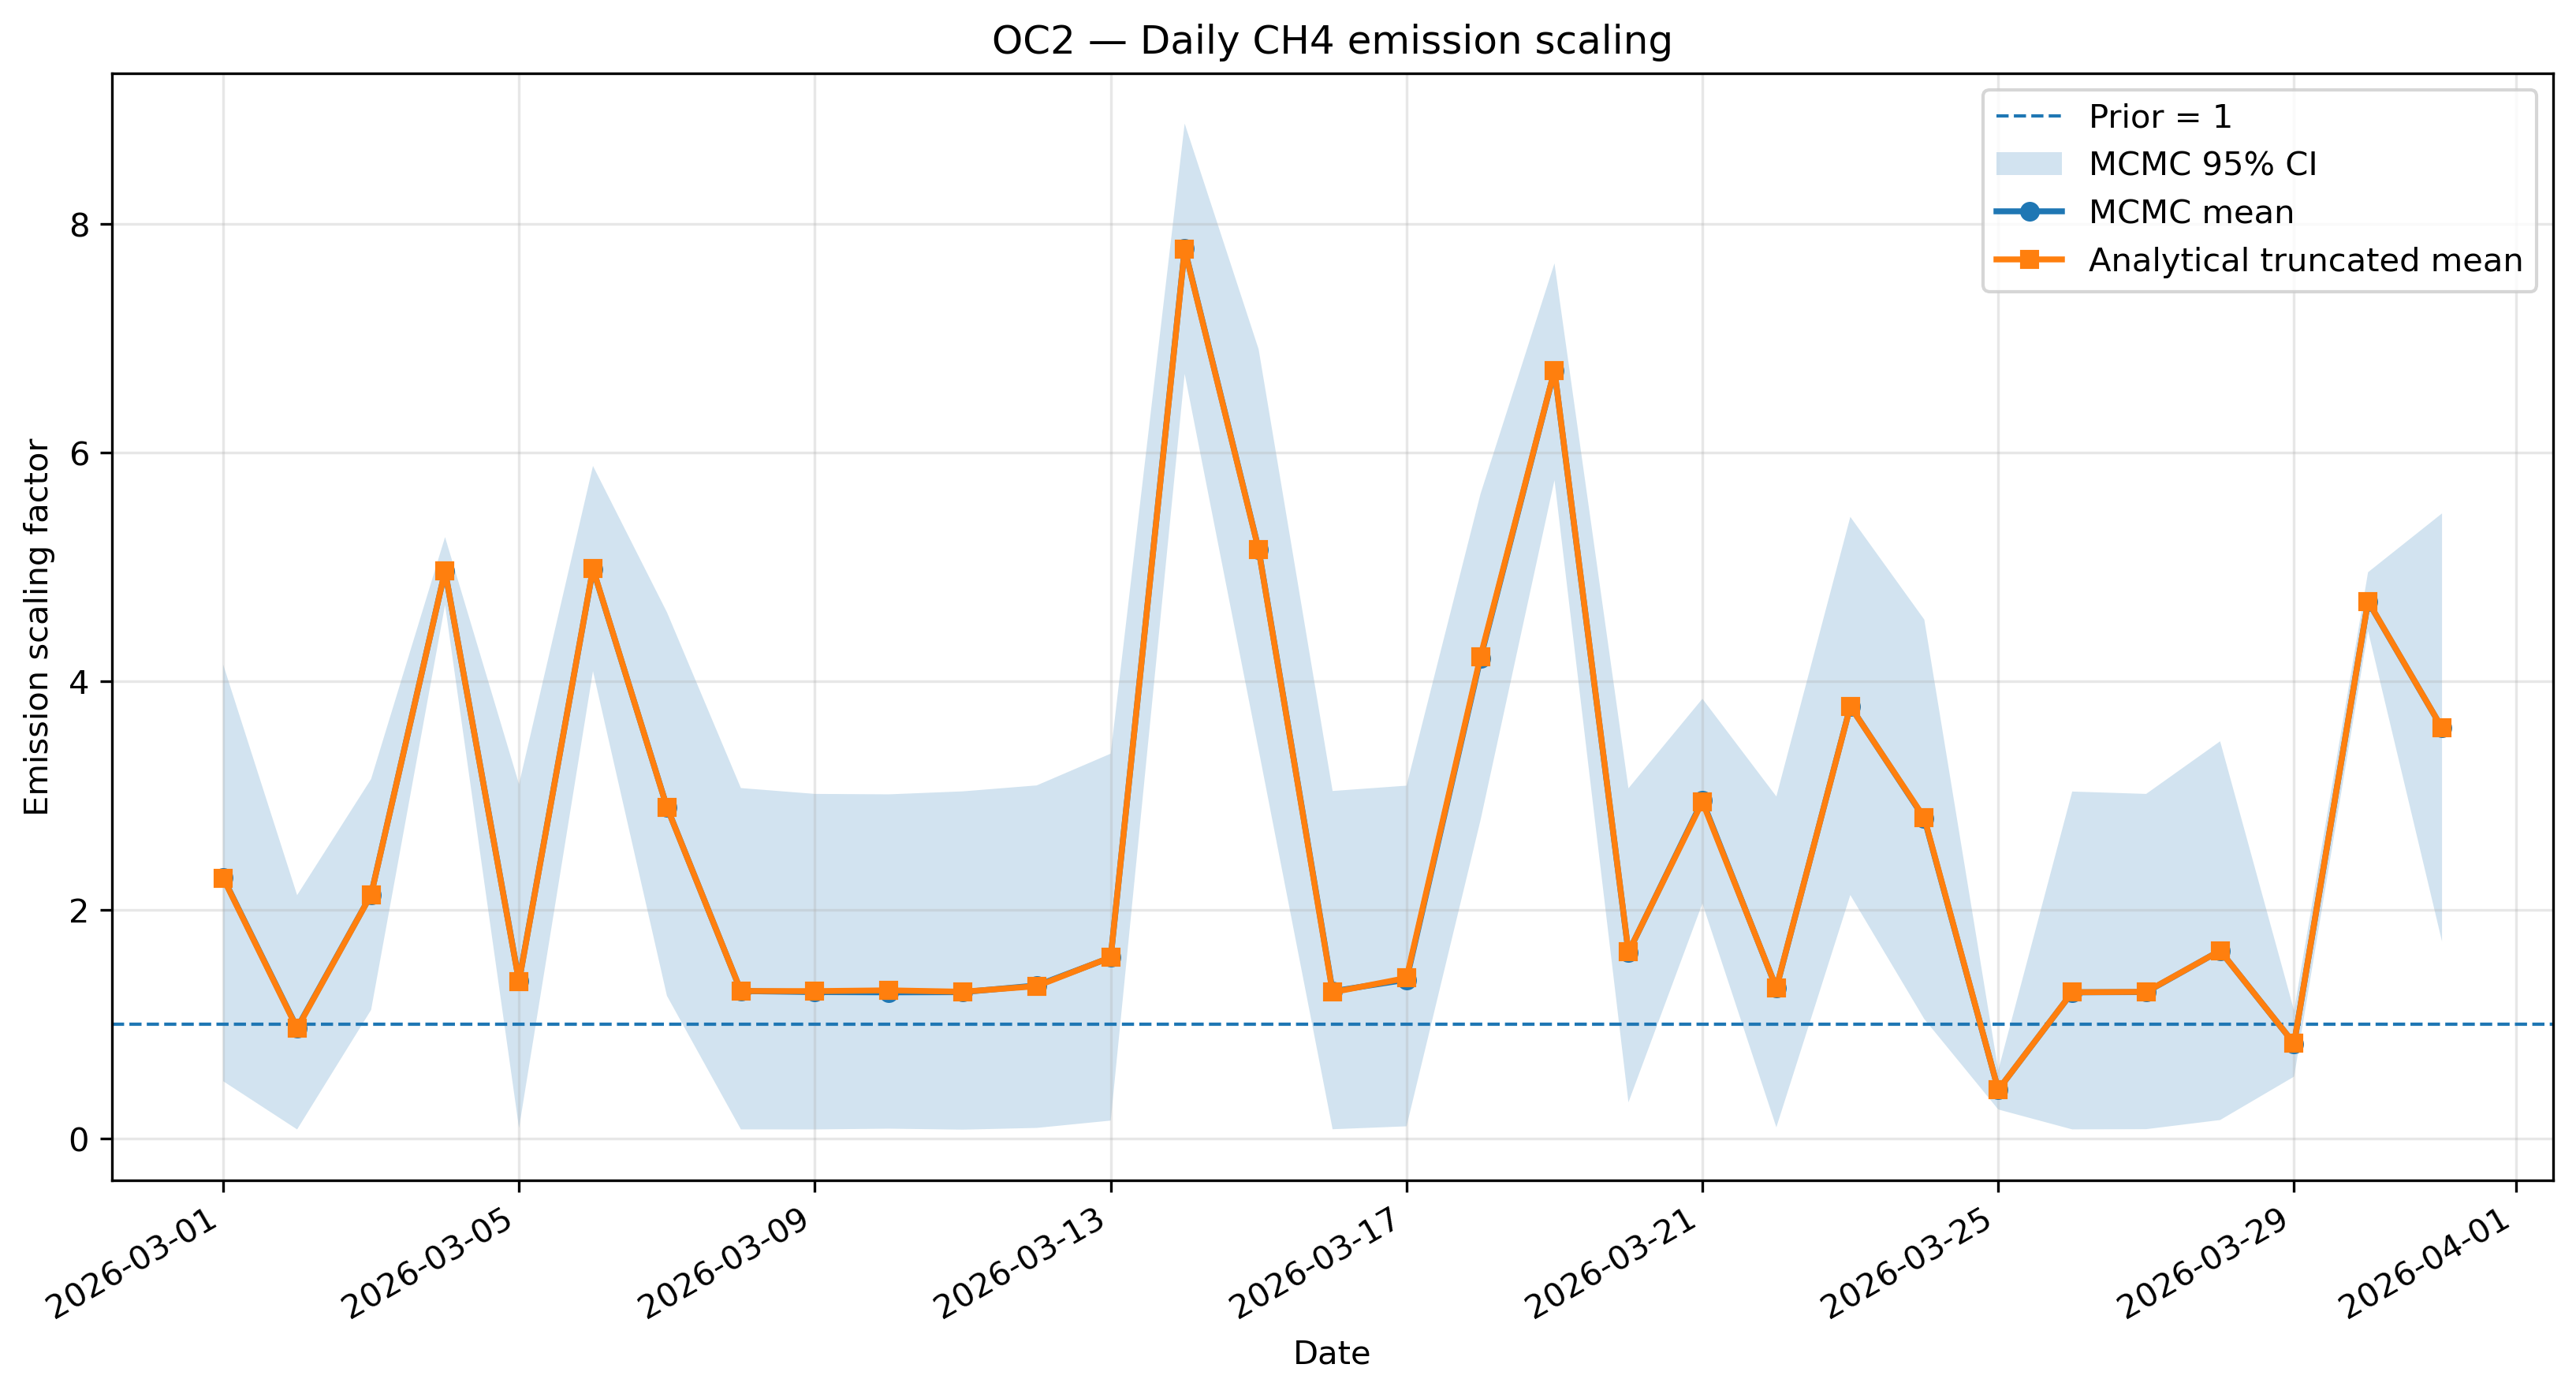 OC2 — Daily CH4 emission scaling
Prior = 1
MCMC 95% CI
MCMC mean
Analytical truncated mean
Emission scaling factor
8
6
4
2
0
2026-03-01
2026-03-05
2026-03-09
2026-03-13
2026-03-17
2026-03-21
2026-03-25
2026-03-29
2026-04-01
Date